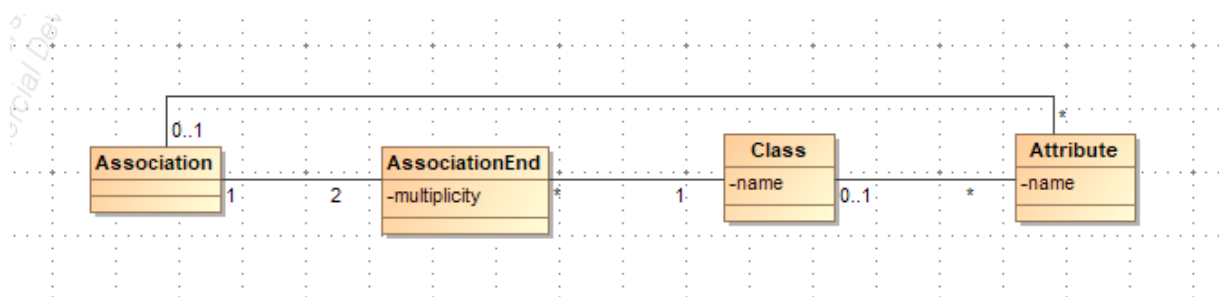 0..1
*
Association
AssociationEnd
Class
Attribute
-multiplicity
-name
-name
1
2
*
1
0..1
*